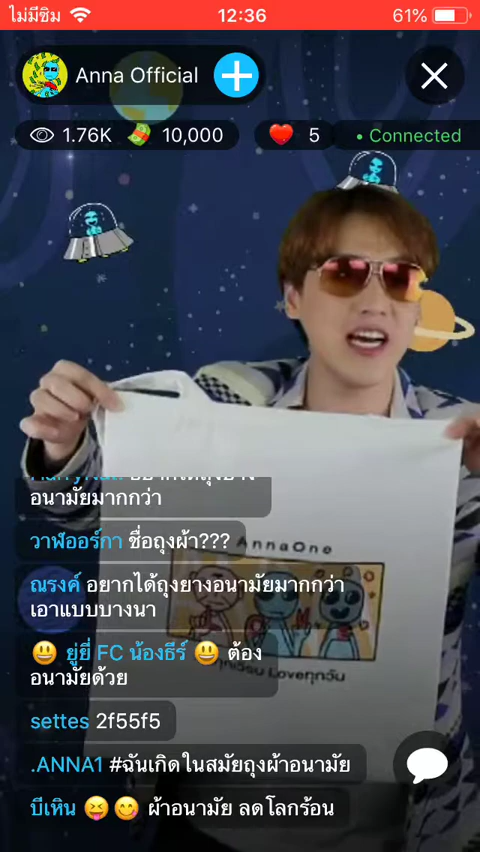 ไม่มีซิม 12:36 61%
Anna Official
1.76K 10,000 5 • Connected
อนามัยมากกว่า
วาฬออร์กา ซื่อถุงผ้า???
AnnaOne
ณรงค์ อยากได้ถุงยางอนามัยมากกว่า
เอาแบบบางนา
😃 ยู่ยี่ FC น้องธีร์ 😃 ต้อง
อนามัยด้วย
Loveทุกวัน
settes 2f55f5
.ANNA1 #ฉันเกิดในสมัยถุงผ้าอนามัย
บีเหิน 😝😋 ผ้าอนามัย ลดโลกร้อน